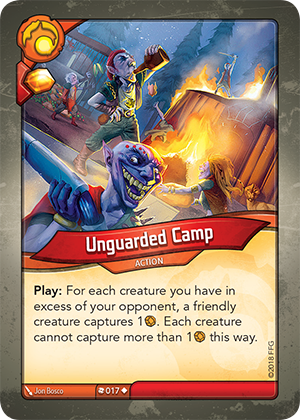 Unguarded Camp
ACTION
Play: For each creature you have in
excess of your opponent, a friendly
creature captures 1. Each creature
cannot capture more than 1 this way.
Jon Bosco
017
©2018 FFG